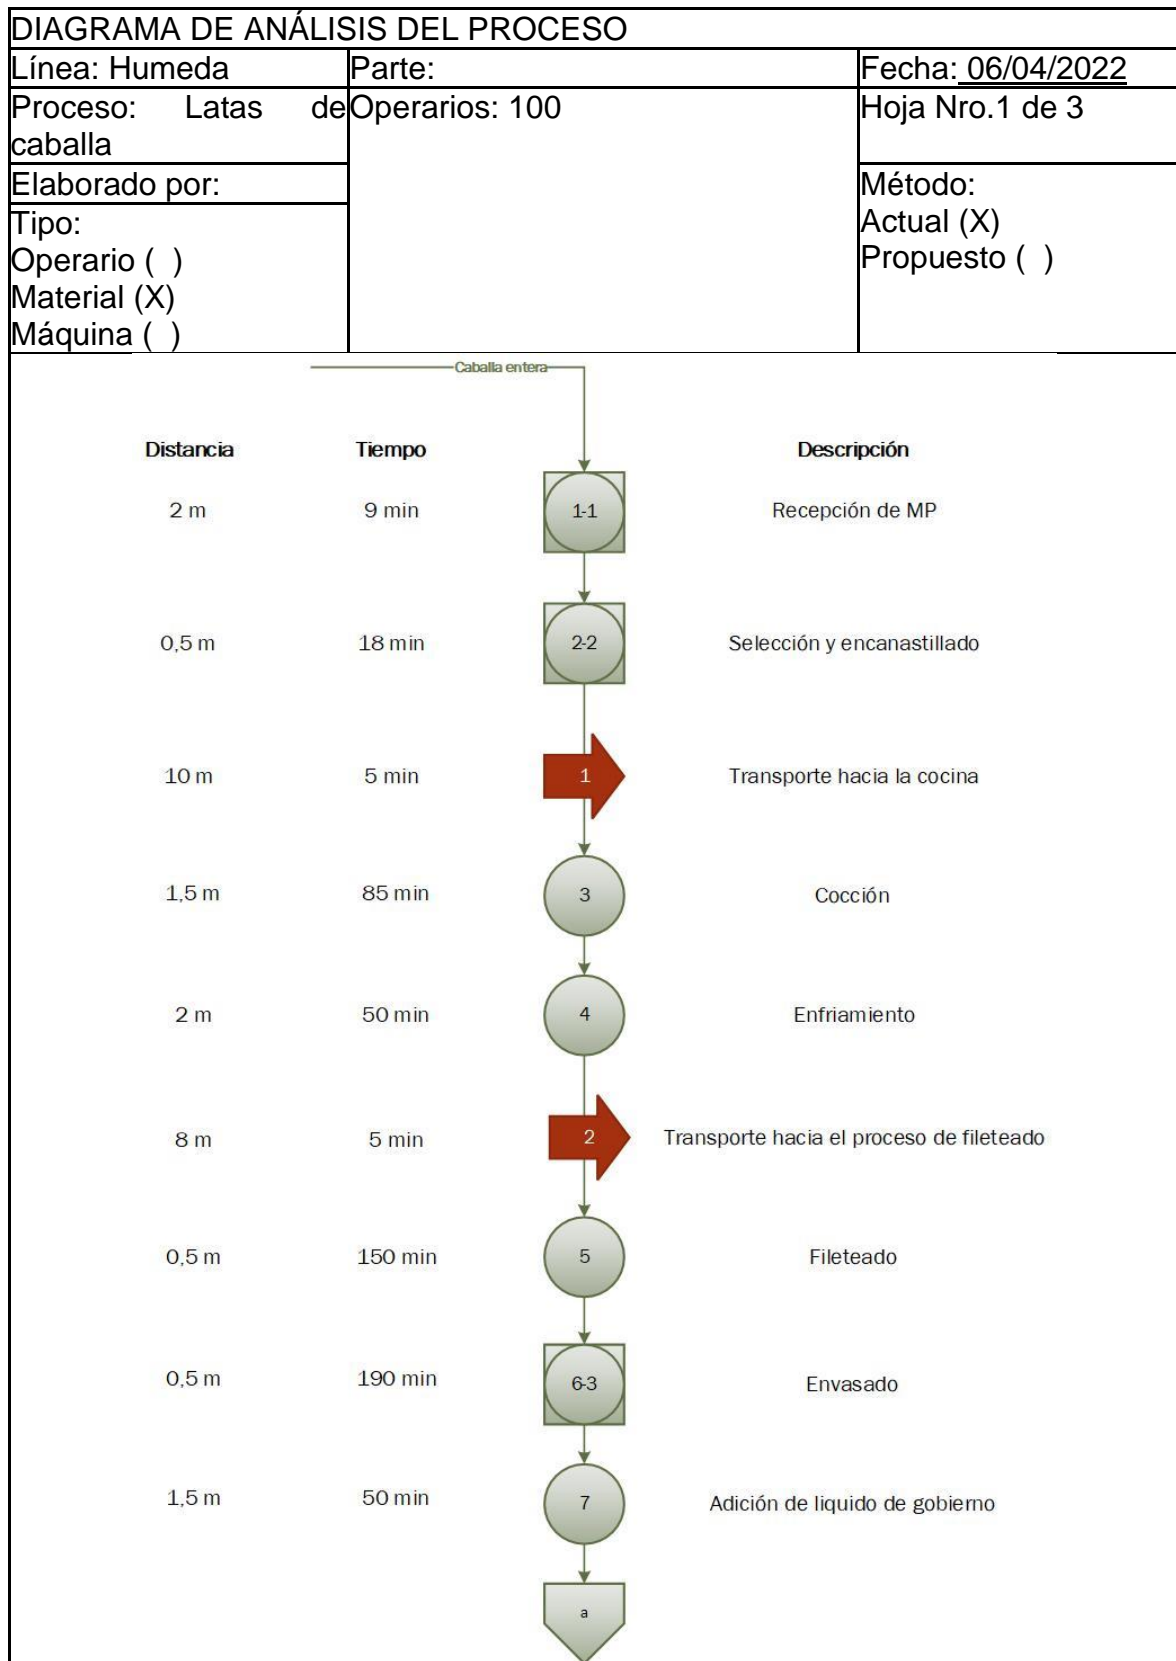 DIAGRAMA DE ANÁLISIS DEL PROCESO
Línea: Humeda Parte: Fecha: 06/04/2022
Proceso: Latas de caballa Operarios: 100 Hoja Nro.1 de 3
Elaborado por:
Tipo:
Operario ( )
Material (X)
Máquina ( )
Método:
Actual (X)
Propuesto ( )
Caballa entera
Distancia Tiempo Descripción
2 m 9 min 1-1 Recepción de MP
0,5 m 18 min 2-2 Selección y encanastillado
10 m 5 min 1 Transporte hacia la cocina
1,5 m 85 min 3 Cocción
2 m 50 min 4 Enfriamiento
8 m 5 min 2 Transporte hacia el proceso de fileteado
0,5 m 150 min 5 Fileteado
0,5 m 190 min 6-3 Envasado
1,5 m 50 min 7 Adición de liquido de gobierno
a